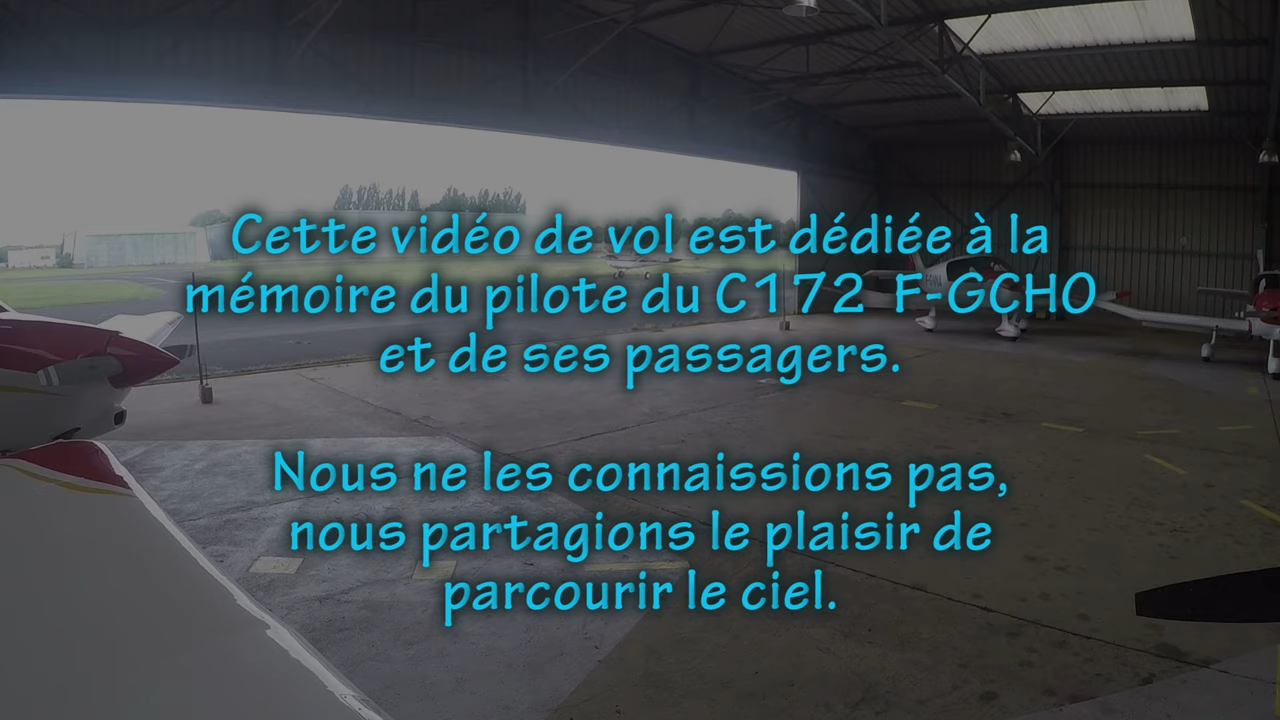 Cette vidéo de vol est dédiée à la
mémoire du pilote du C172 F-GCHO
et de ses passagers.
Nous ne les connaissions pas,
nous partagions le plaisir de
parcourir le ciel.